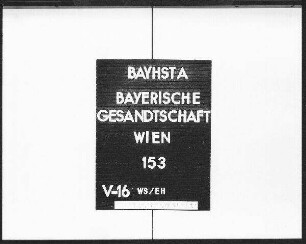 BAYHSTA
BAYERISCHE
GESANDTSCHAFT
WIEN
153
V-16 WS/EH